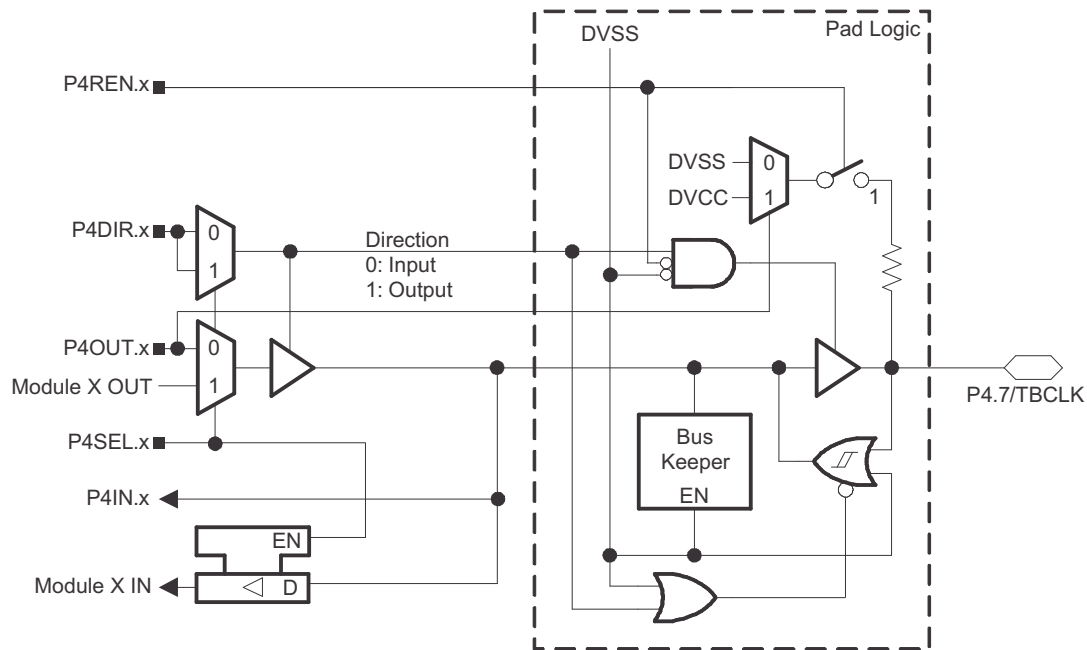 DVSS
Pad Logic
P4REN.x
DVSS
0
DVCC
1
1
P4DIR.x
0
1
Direction
0: Input
1: Output
P4OUT.x
0
Module X OUT
1
P4.7/TBCLK
P4SEL.x
Bus
Keeper
EN
P4IN.x
EN
Module X IN
D